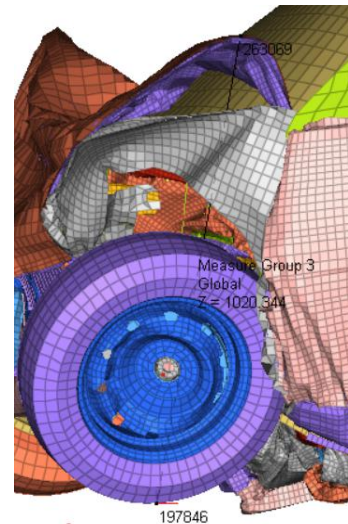 263069
Measure Group 3
Global
Z = 1020.344
197846